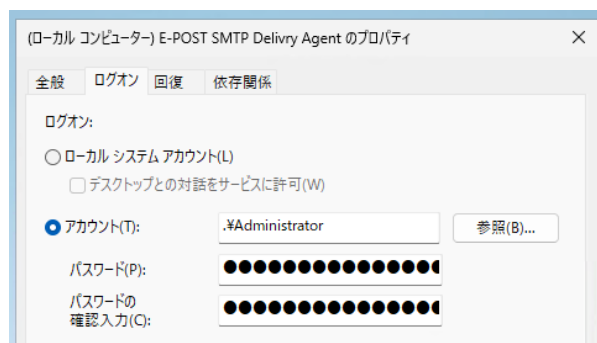 (ローカル コンピューター) E-POST SMTP Delivry Agent のプロパティ
全般 ログオン 回復 依存関係
ログオン:
ローカル システム アカウント(L)
デスクトップとの対話をサービスに許可(W)
アカウント(T): .¥Administrator 参照(B)...
パスワード(P): ●●●●●●●●●●●●●●●
パスワードの
確認入力(C): ●●●●●●●●●●●●●●●